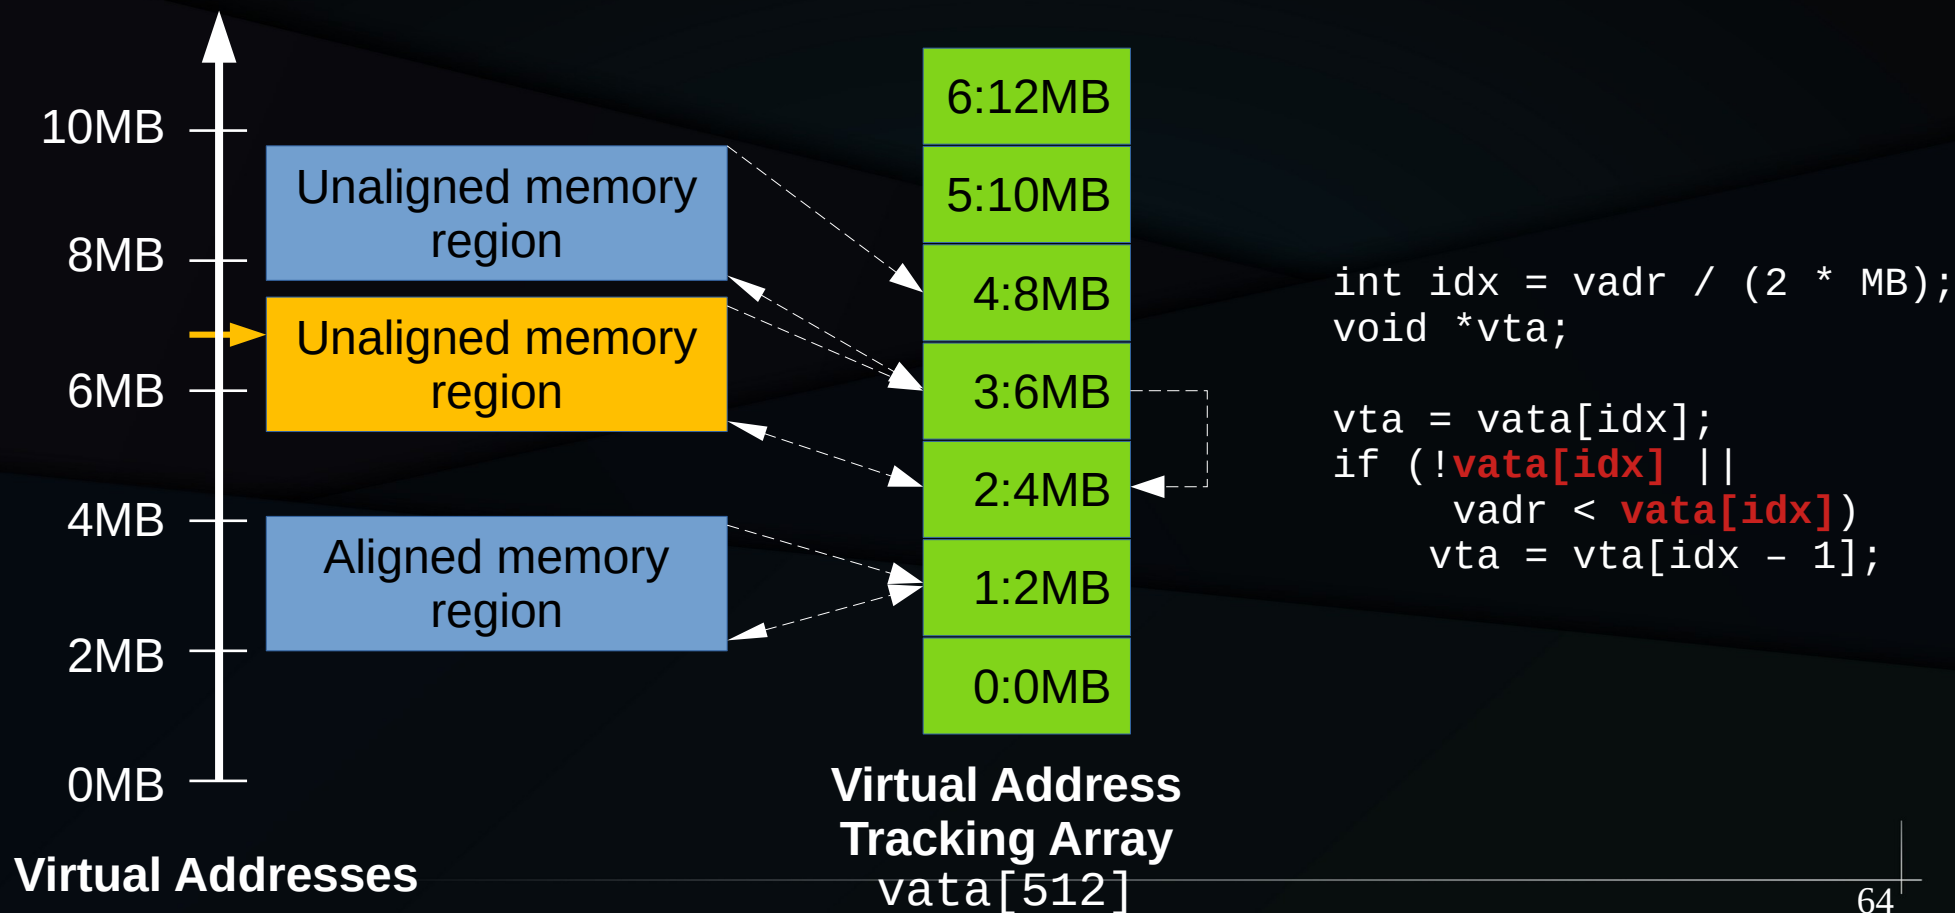 10MB
8MB
6MB
4MB
2MB
0MB
Virtual Addresses
Unaligned memory
region
Unaligned memory
region
Aligned memory
region
6:12MB
5:10MB
4:8MB
3:6MB
2:4MB
1:2MB
0:0MB
Virtual Address
Tracking Array
vata[512]
int idx = vadr / (2 * MB);
void *vta;
vta = vata[idx];
if (!vata[idx] ||
vadr < vata[idx])
vta = vta[idx – 1];
64